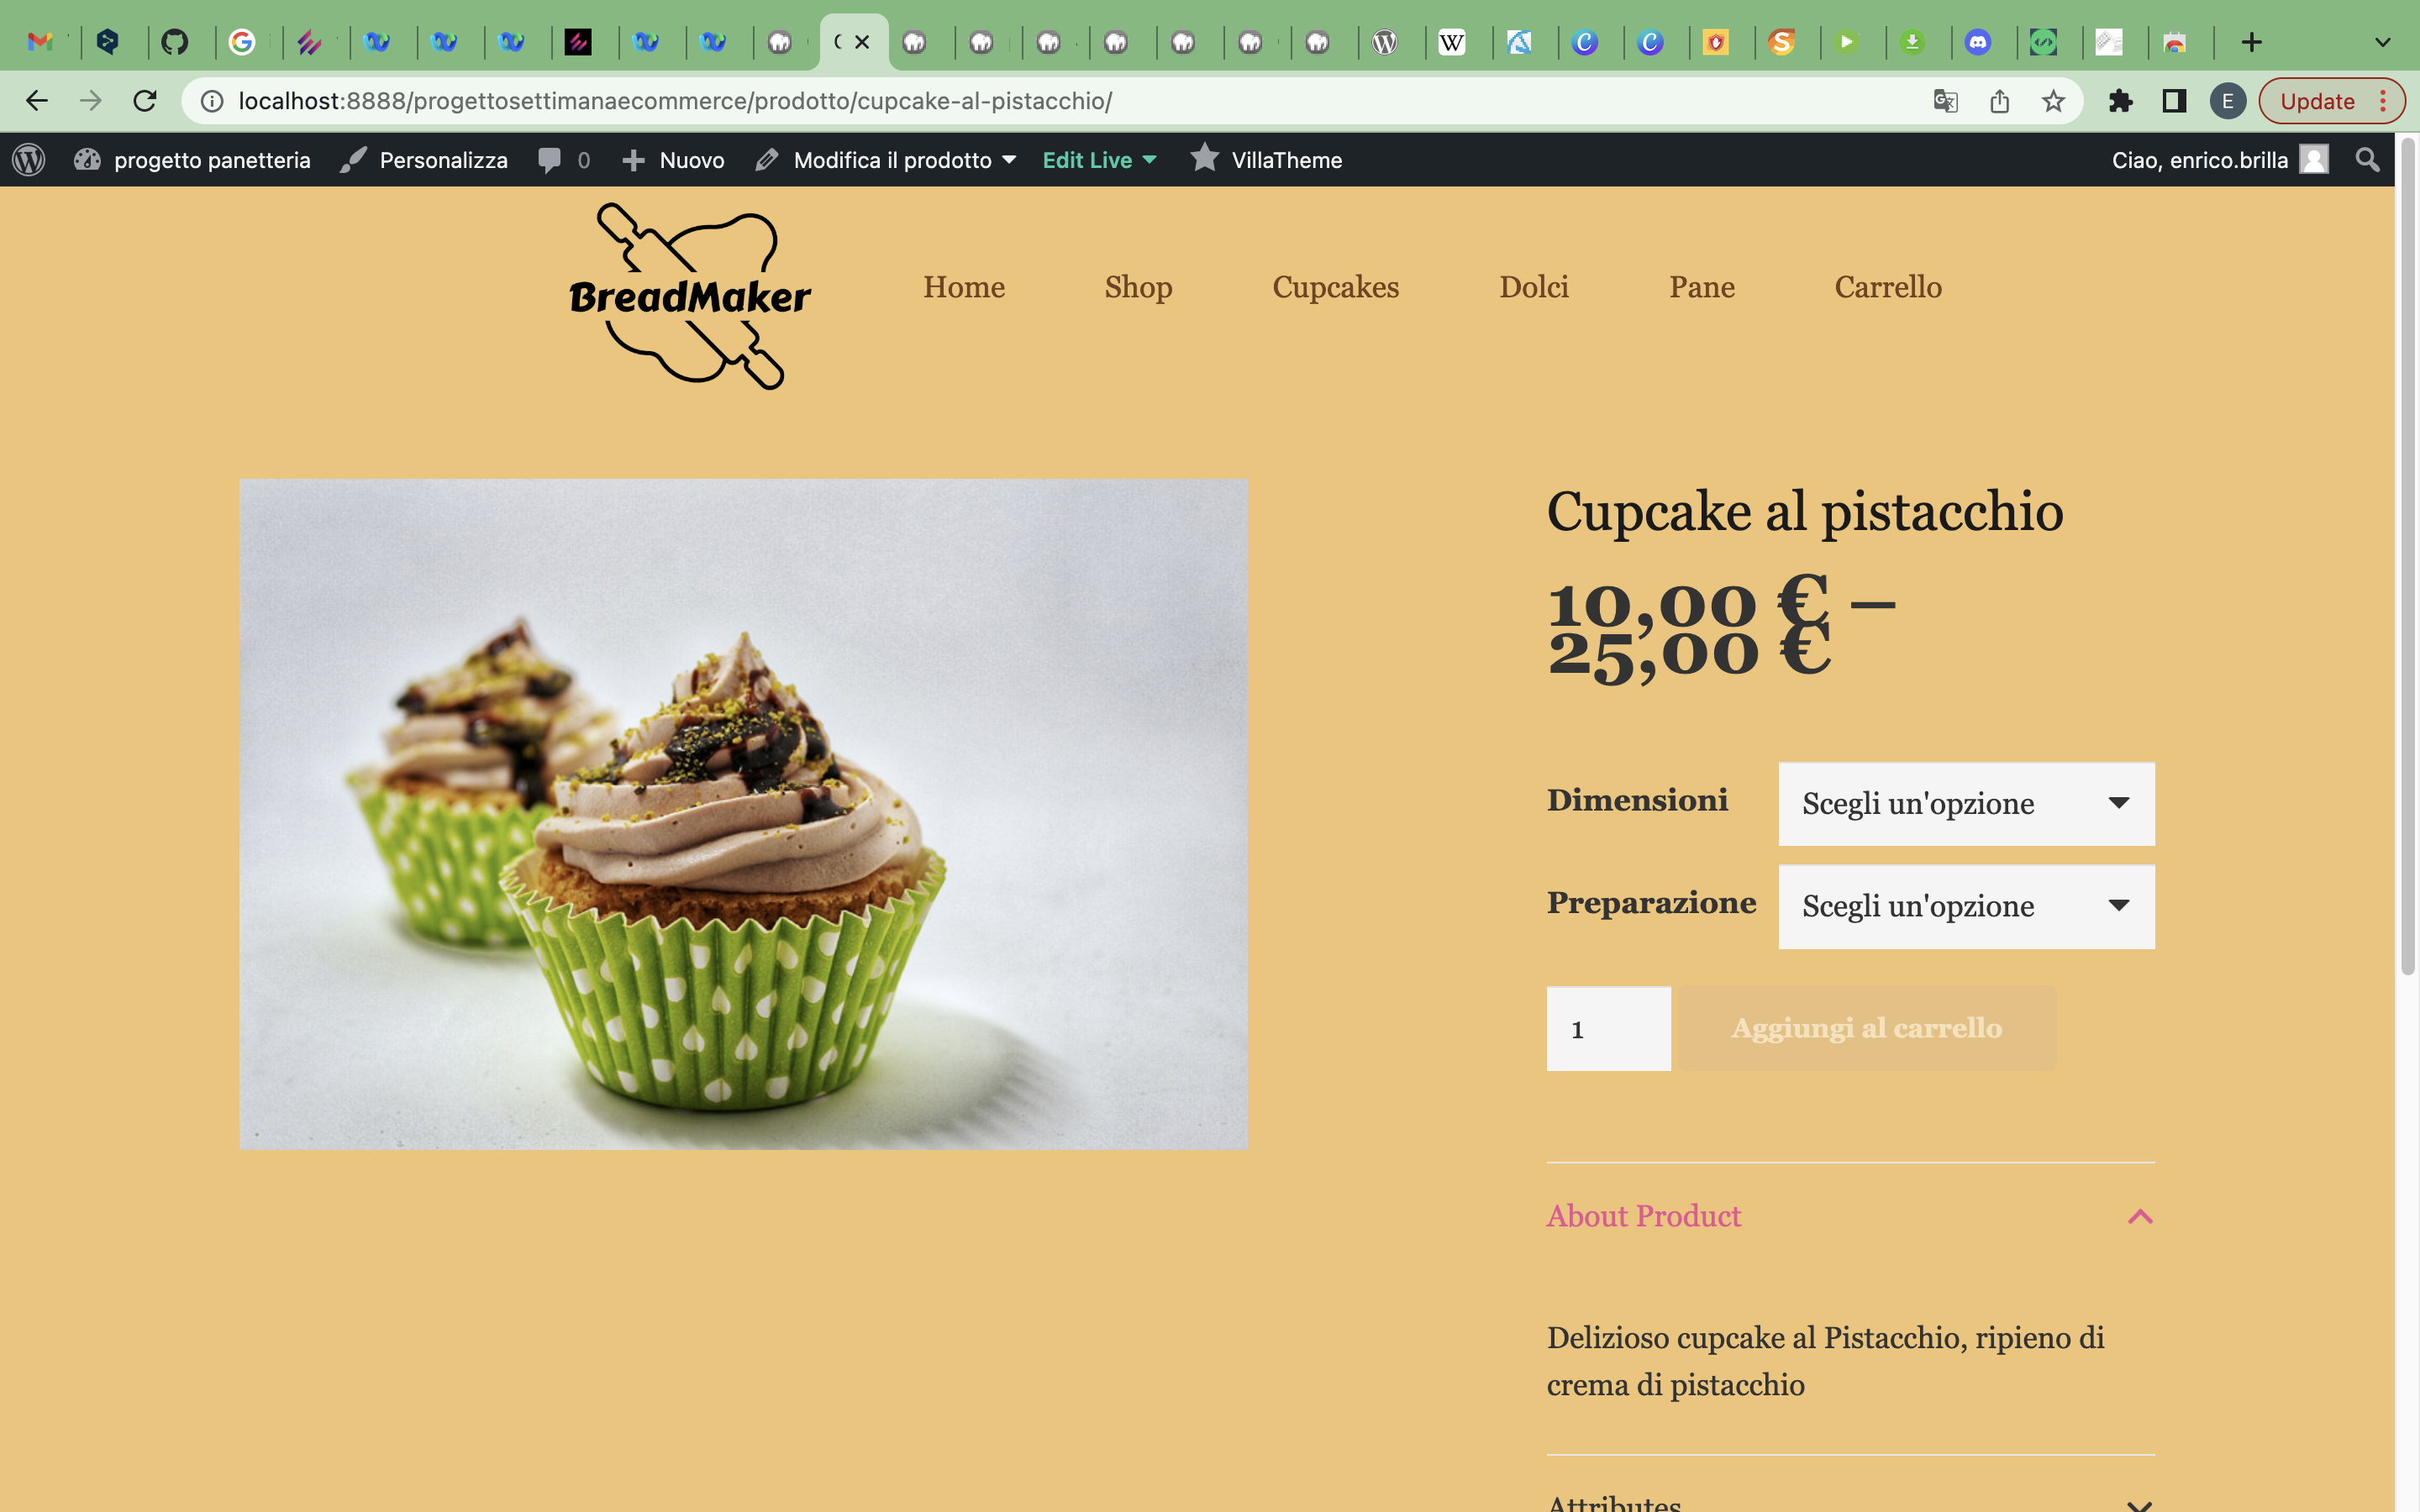 localhost:8888/progettosettimanaecommerce/prodotto/cupcake-al-pistacchio/
E
Update
progetto panetteria
Personalizza
0
Nuovo
Modifica il prodotto
Edit Live
VillaTheme
Ciao, enrico.brilla
BreadMaker
Home
Shop
Cupcakes
Dolci
Pane
Carrello
Cupcake al pistacchio
10,00 € –
25,00 €
Dimensioni
Scegli un'opzione
Preparazione
Scegli un'opzione
1
Aggiungi al carrello
About Product
Delizioso cupcake al Pistacchio, ripieno di
crema di pistacchio
Attributes